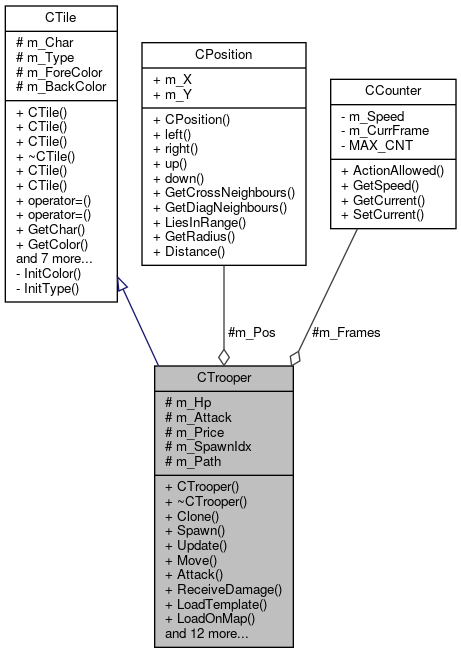 CTile
# m_Char
# m_Type
# m_ForeColor
# m_BackColor
+ CTile()
+ CTile()
+ CTile()
+ ~CTile()
+ CTile()
+ CTile()
+ operator=()
+ operator=()
+ GetChar()
+ GetColor()
and 7 more...
- InitColor()
- InitType()
CPosition
+ m_X
+ m_Y
+ CPosition()
+ left()
+ right()
+ up()
+ down()
+ GetCrossNeighbours()
+ GetDiagNeighbours()
+ LiesInRange()
+ GetRadius()
+ Distance()
CCounter
- m_Speed
- m_CurrFrame
- MAX_CNT
+ ActionAllowed()
+ GetSpeed()
+ GetCurrent()
+ SetCurrent()
#m_Pos
#m_Frames
CTrooper
# m_Hp
# m_Attack
# m_Price
# m_SpawnIdx
# m_Path
+ CTrooper()
+ ~CTrooper()
+ Clone()
+ Spawn()
+ Update()
+ Move()
+ Attack()
+ ReceiveDamage()
+ LoadTemplate()
+ LoadOnMap()
and 12 more...